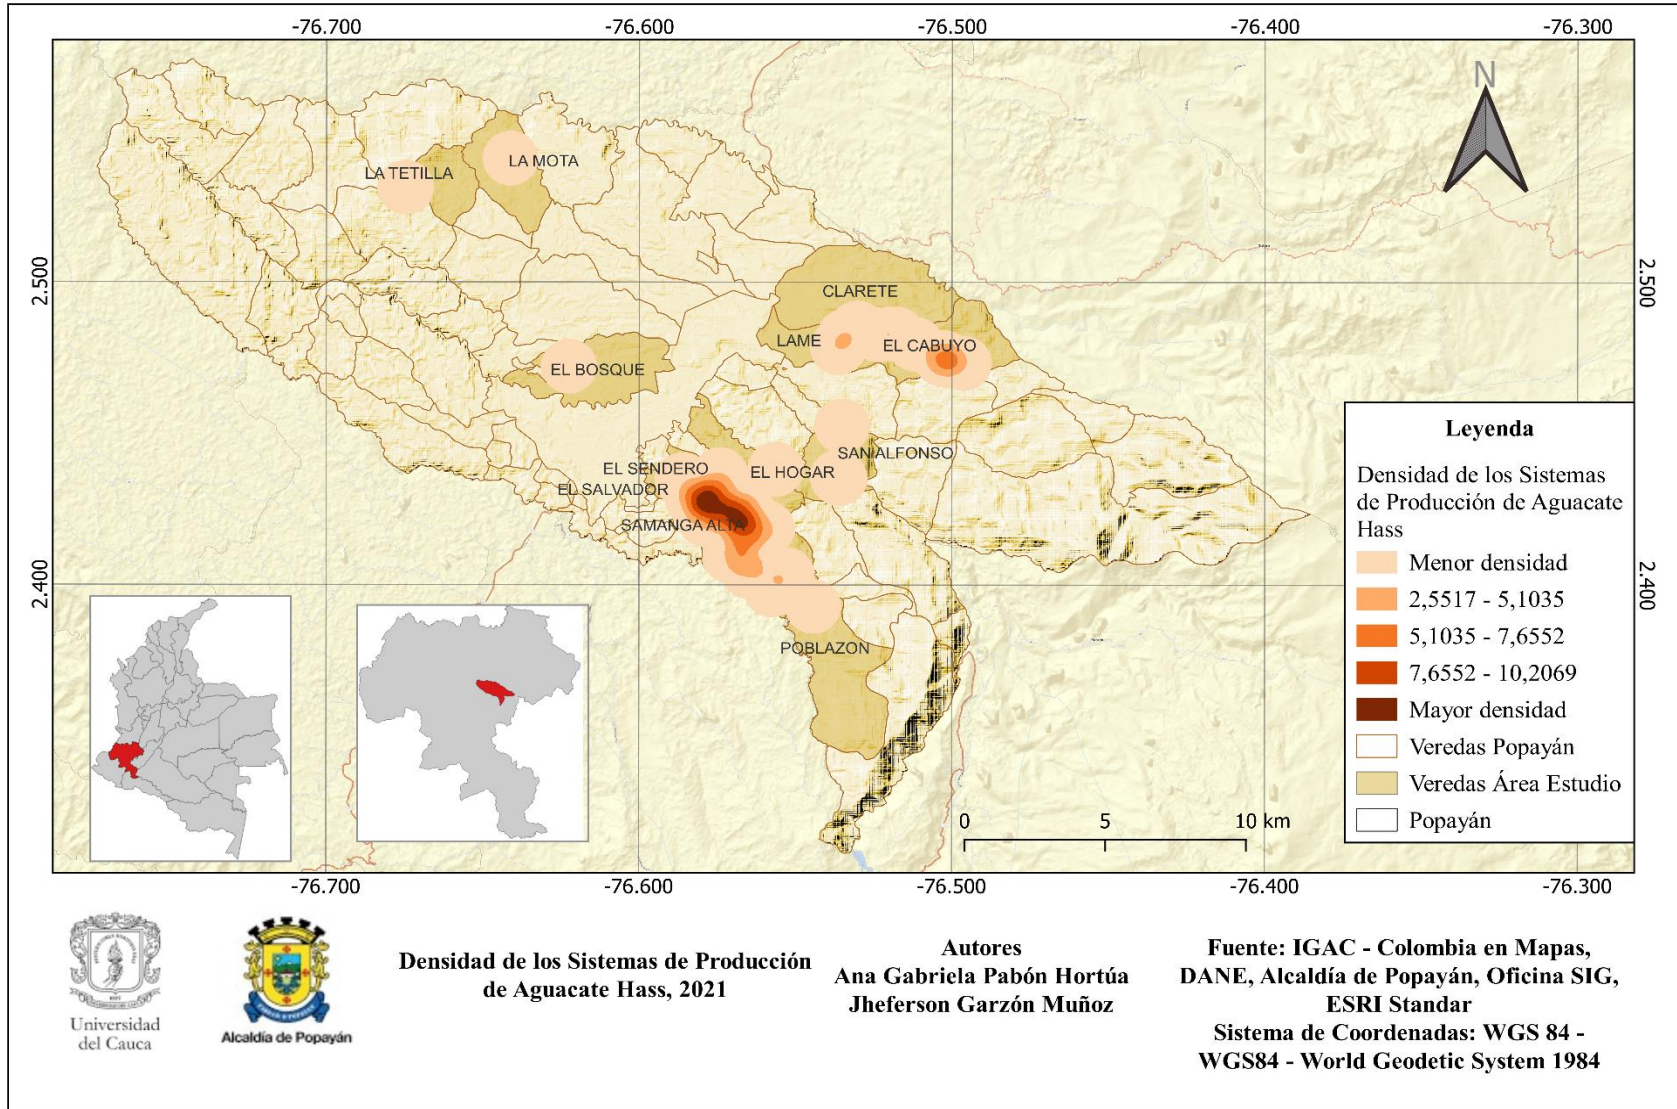 -76.700
-76.600
-76.500
-76.400
-76.300
N
LA MOTA
LA TETILLA
2.500
2.500
CLARETE
LAME
EL CABUYO
EL BOSQUE
SAN ALFONSO
EL SENDERO
EL HOGAR
EL SALVADOR
SAMANGA ALTA
POBLAZON
2.400
2.400
Leyenda
Densidad de los Sistemas
de Producción de Aguacate
Hass
Menor densidad
2,5517 - 5,1035
5,1035 - 7,6552
7,6552 - 10,2069
Mayor densidad
Veredas Popayán
Veredas Área Estudio
Popayán
0 5 10 km
-76.700
-76.600
-76.500
-76.400
-76.300
Universidad
del Cauca
Alcaldía de Popayán
Densidad de los Sistemas de Producción
de Aguacate Hass, 2021
Autores
Ana Gabriela Pabón Hortúa
Jheferson Garzón Muñoz
Fuente: IGAC - Colombia en Mapas,
DANE, Alcaldía de Popayán, Oficina SIG,
ESRI Standar
Sistema de Coordenadas: WGS 84 -
WGS84 - World Geodetic System 1984